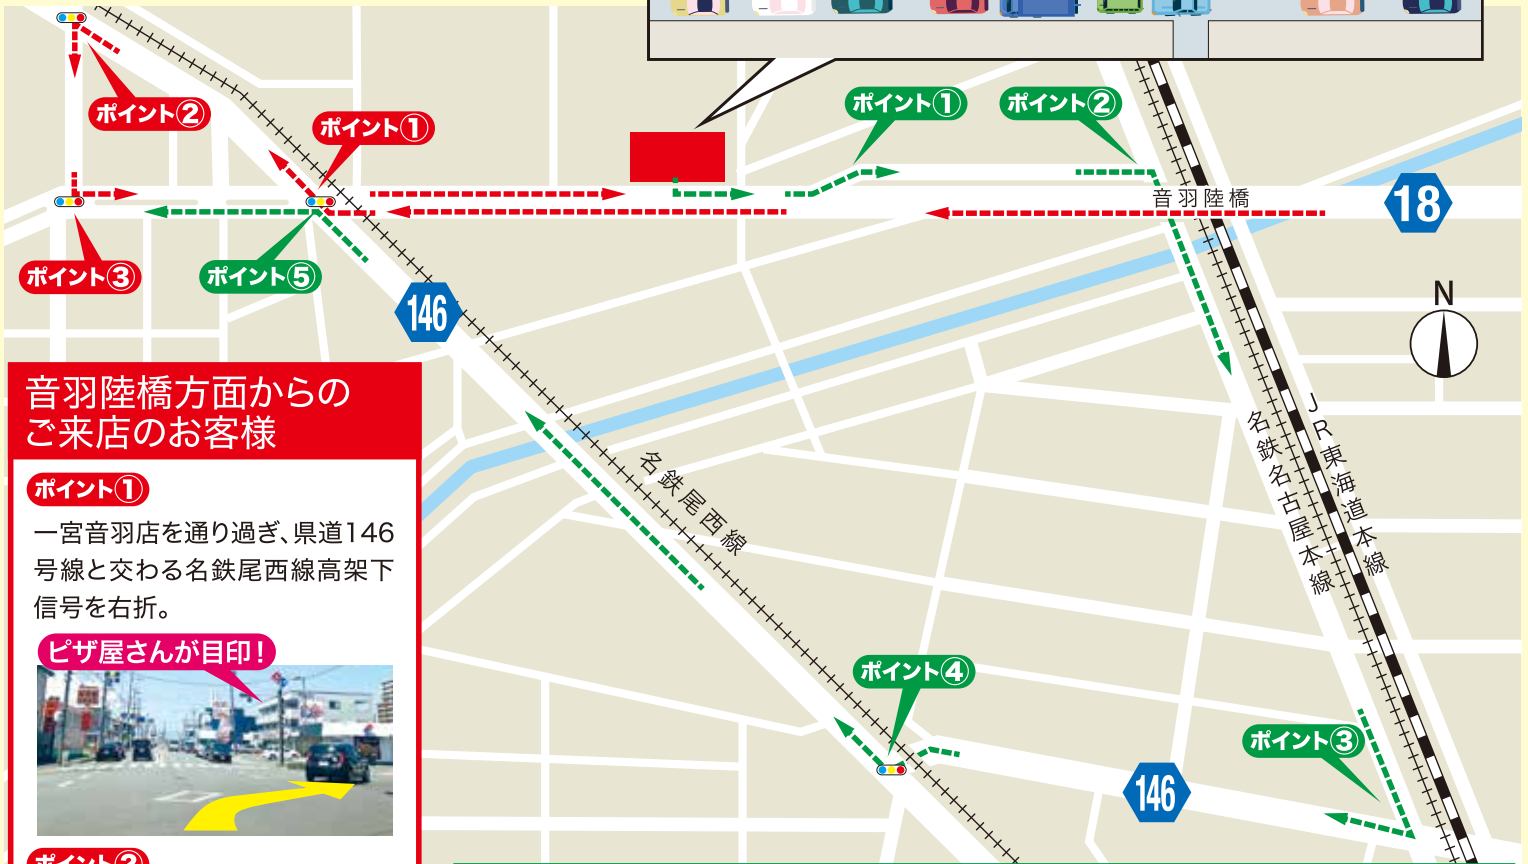 ポイント②
ポイント①
ポイント①
ポイント②
音羽陸橋
18
ポイント③
ポイント⑤
146
N
音羽陸橋方面からの
ご来店のお客様
ポイント①
一宮音羽店を通り過ぎ、県道146
号線と交わる名鉄尾西線高架下
信号を右折。
ピザ屋さんが目印!
ポイント②
名鉄尾西線
名鉄名古屋本線
JR東海道本線
ポイント④
ポイント③
146